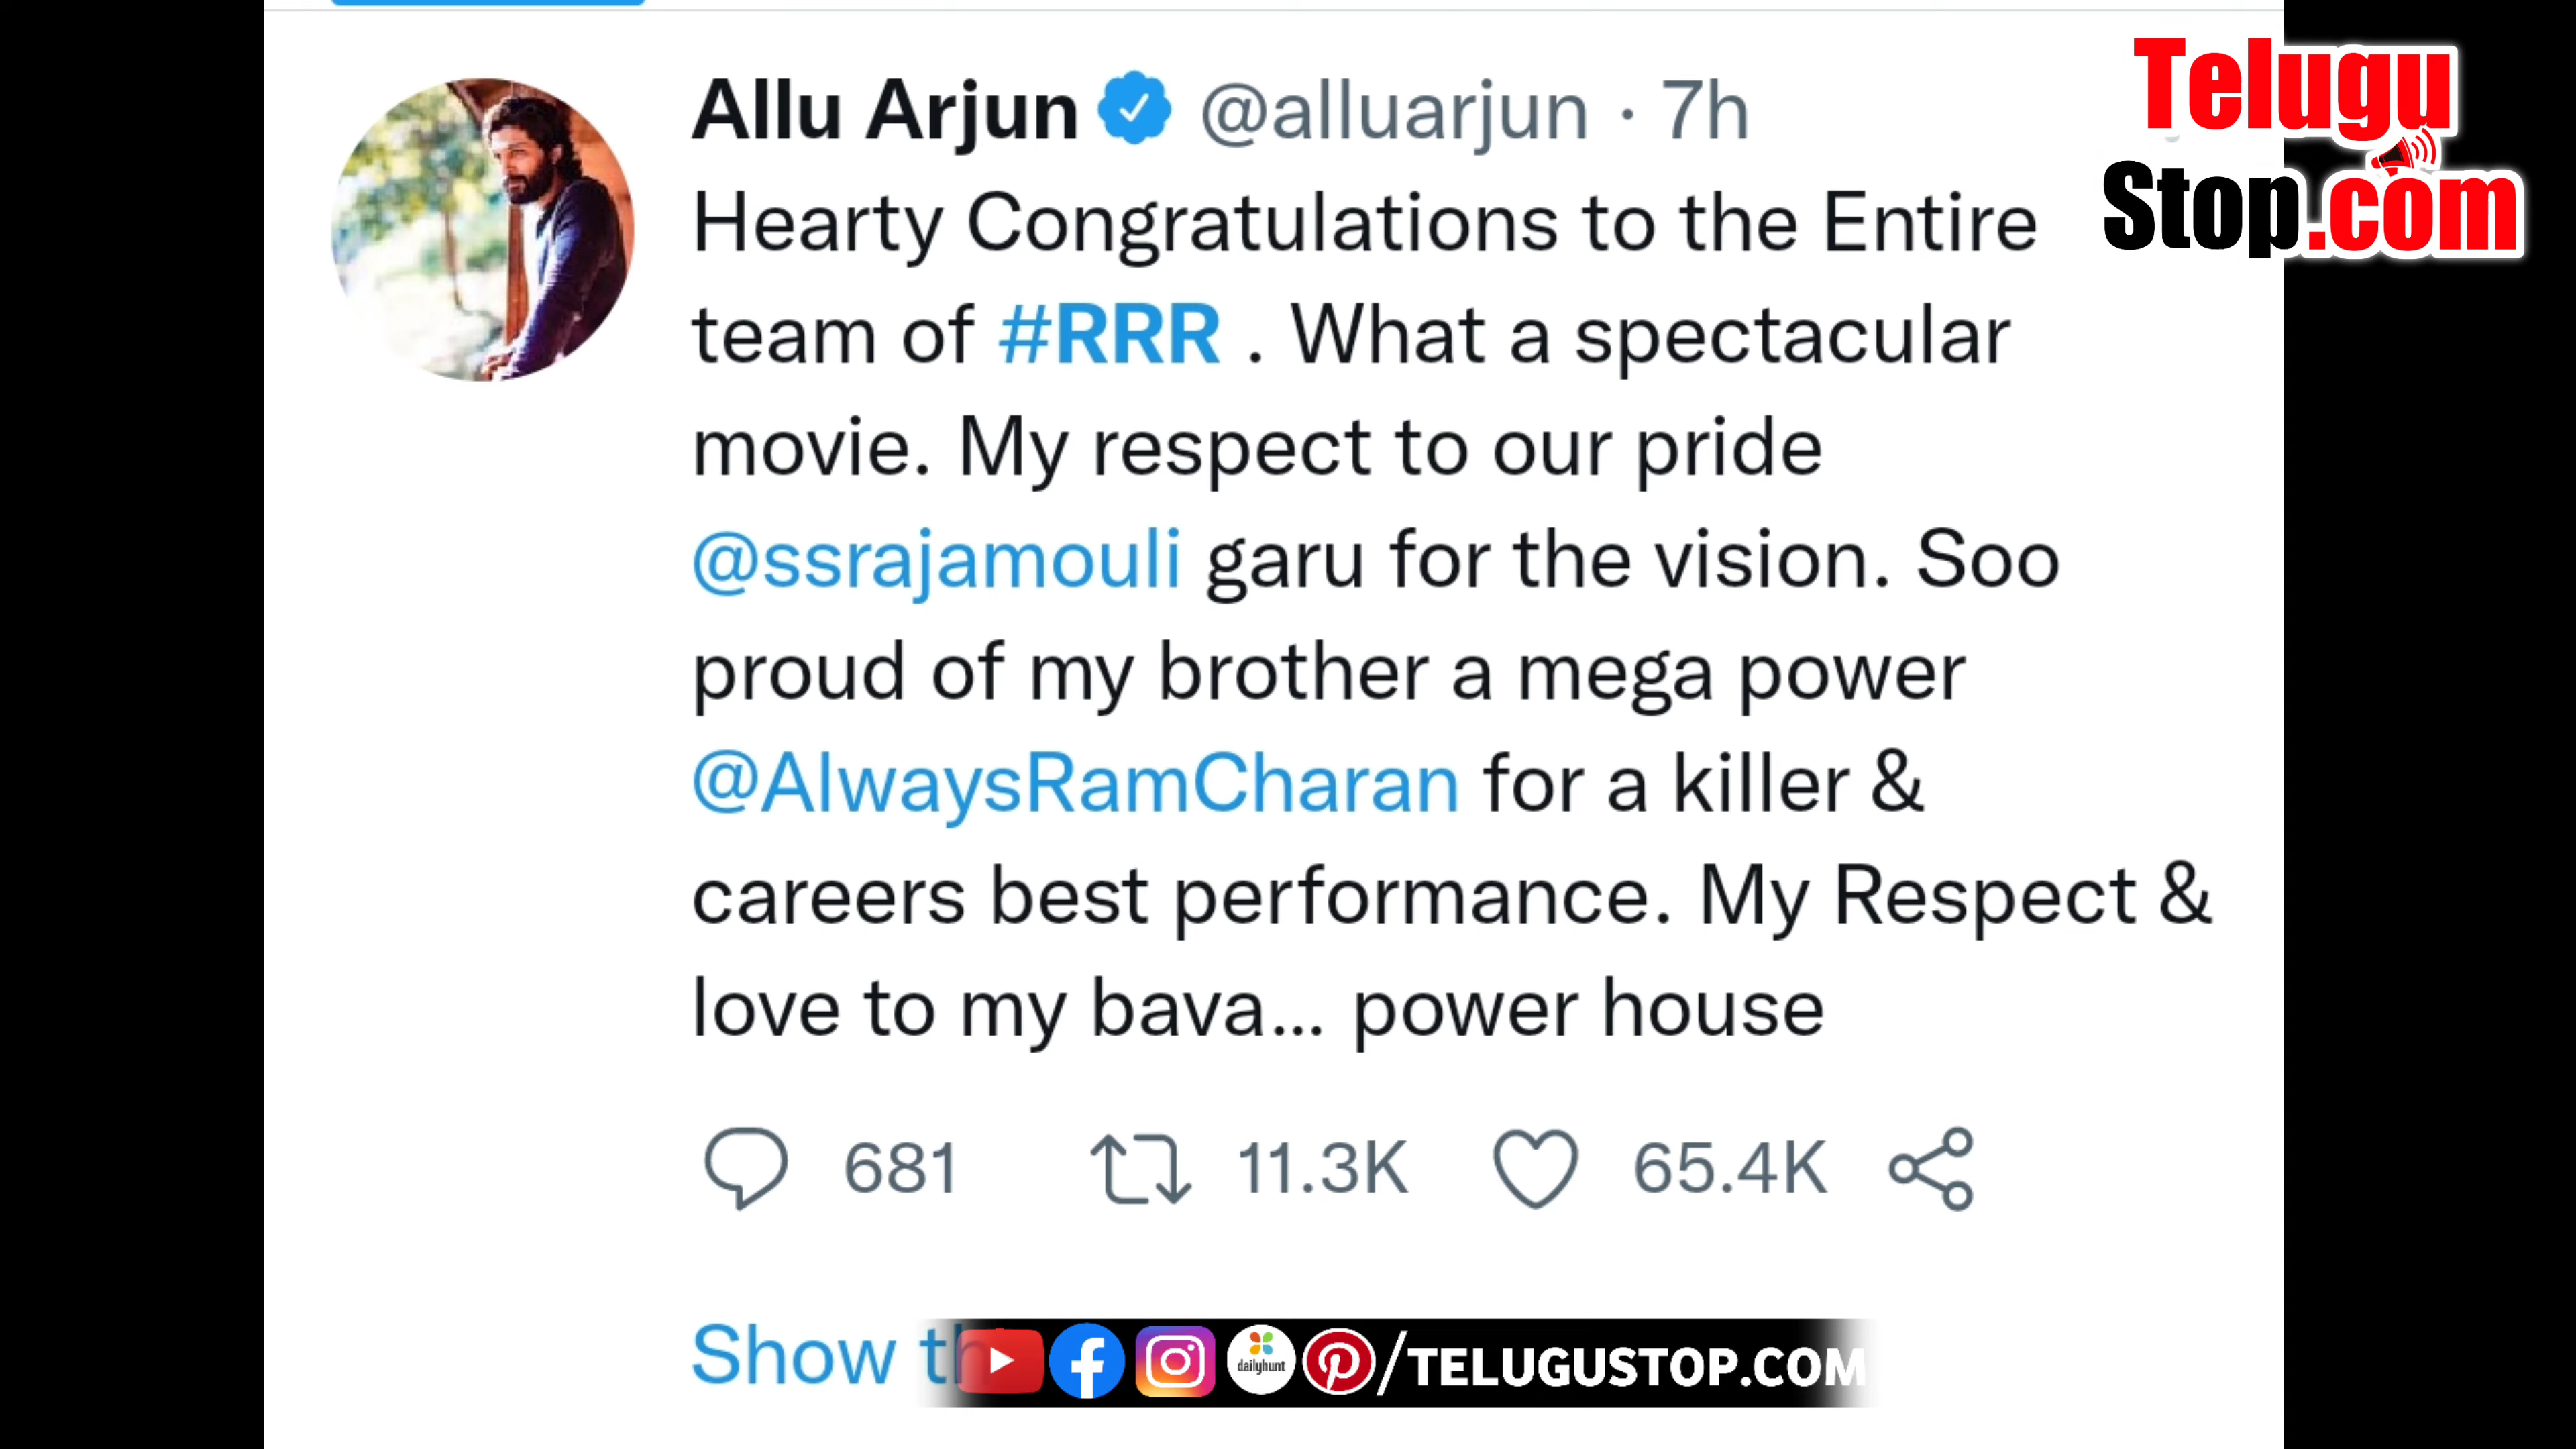 Allu Arjun @alluarjun · 7h
Hearty Congratulations to the Entire
team of #RRR . What a spectacular
movie. My respect to our pride
@ssrajamouli garu for the vision. Soo
proud of my brother a mega power
@AlwaysRamCharan for a killer &
careers best performance. My Respect &
love to my bava... power house
681 11.3K 65.4K
Show
Telugu
Stop.com
dailyhunt
/TELUGUSTOP.COM